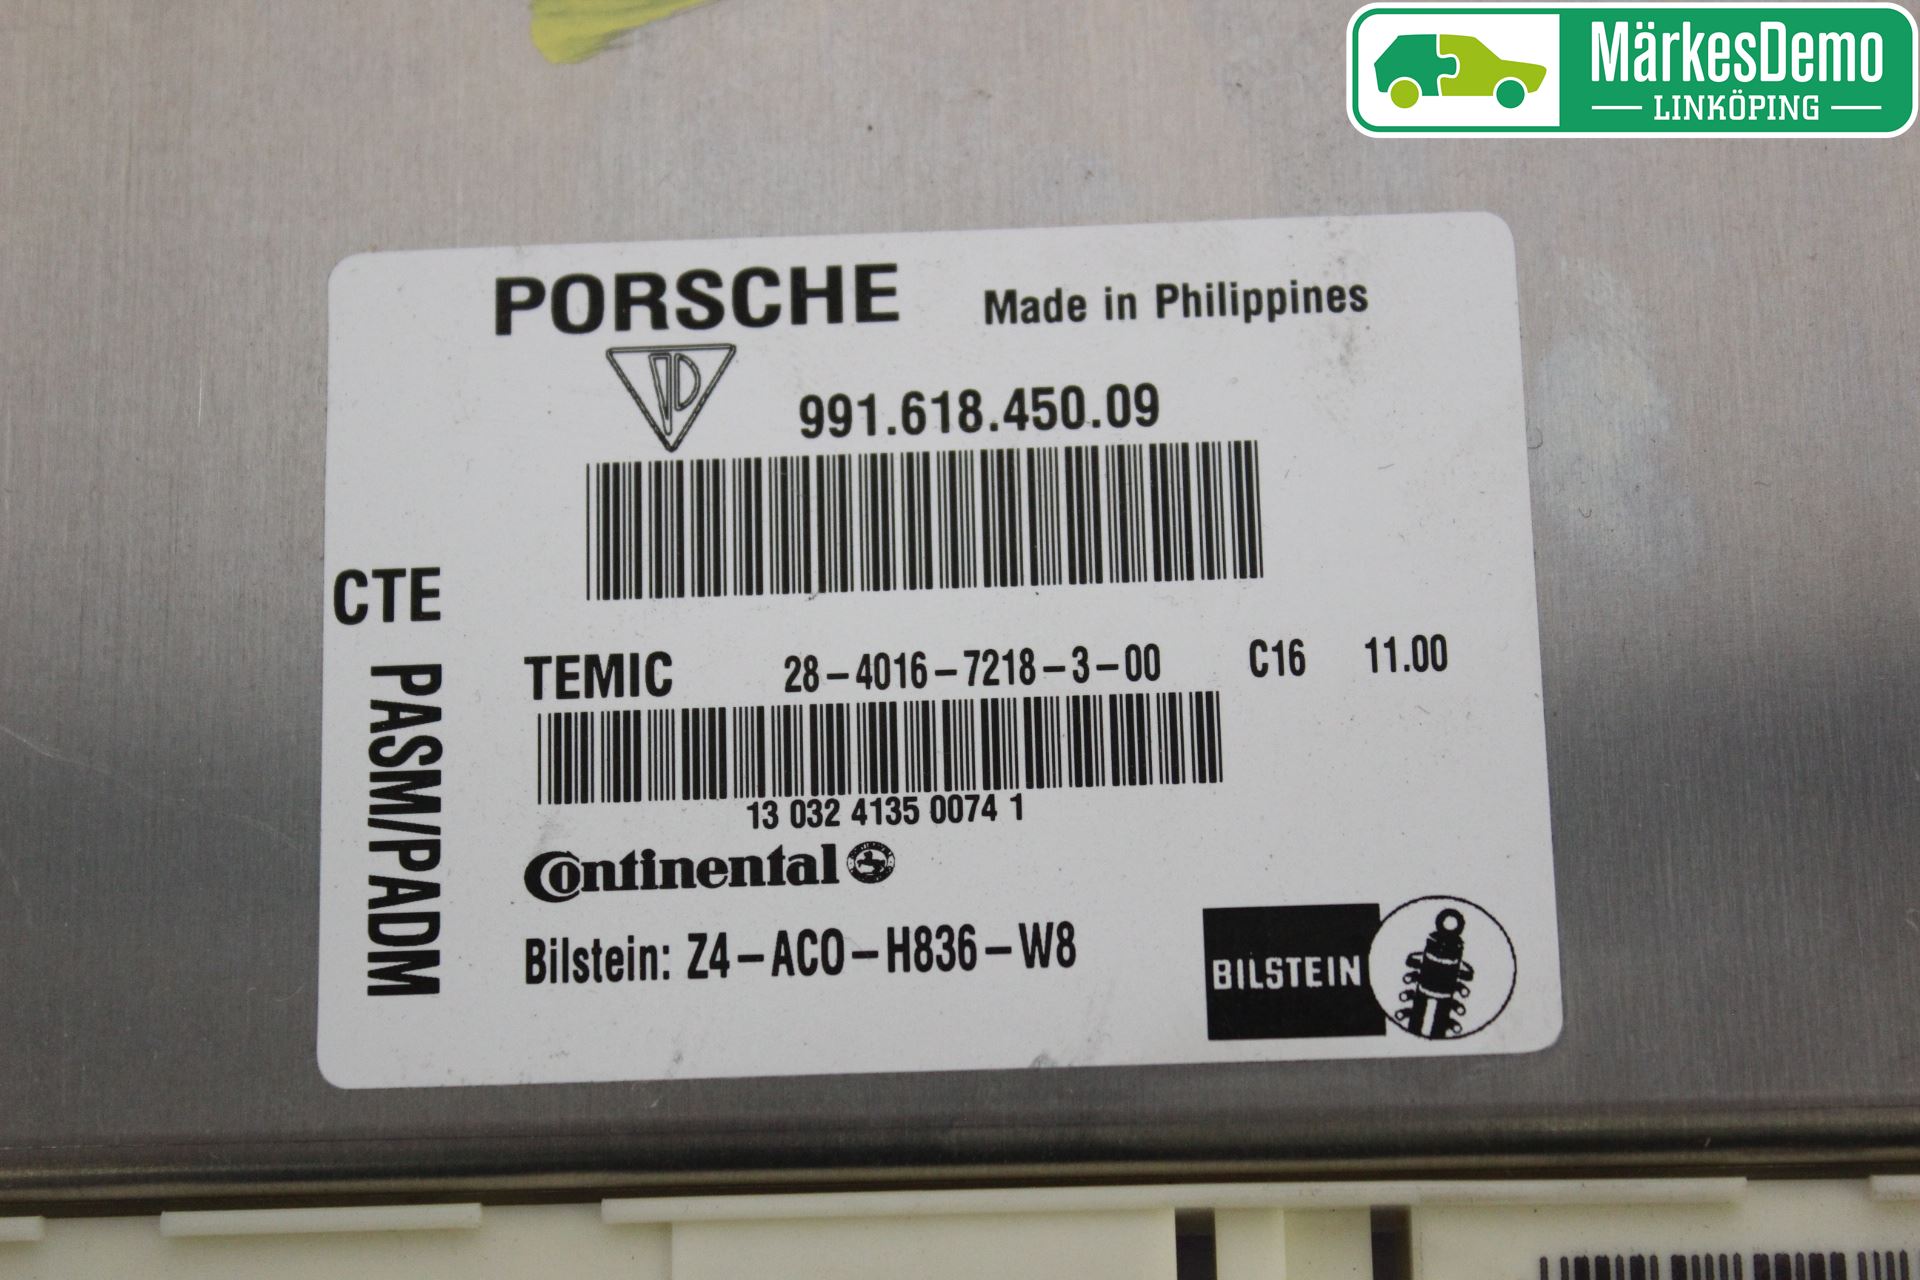 MärkesDemo
LINKÖPING
PORSCHE Made in Philippines
991.618.450.09
CTE PASM/PADM
TEMIC 28-4016-7218-3-00 C16 11.00
13 032 4135 0074 1
Continental
Bilstein: Z4-ACO-H836-W8
BILSTEIN